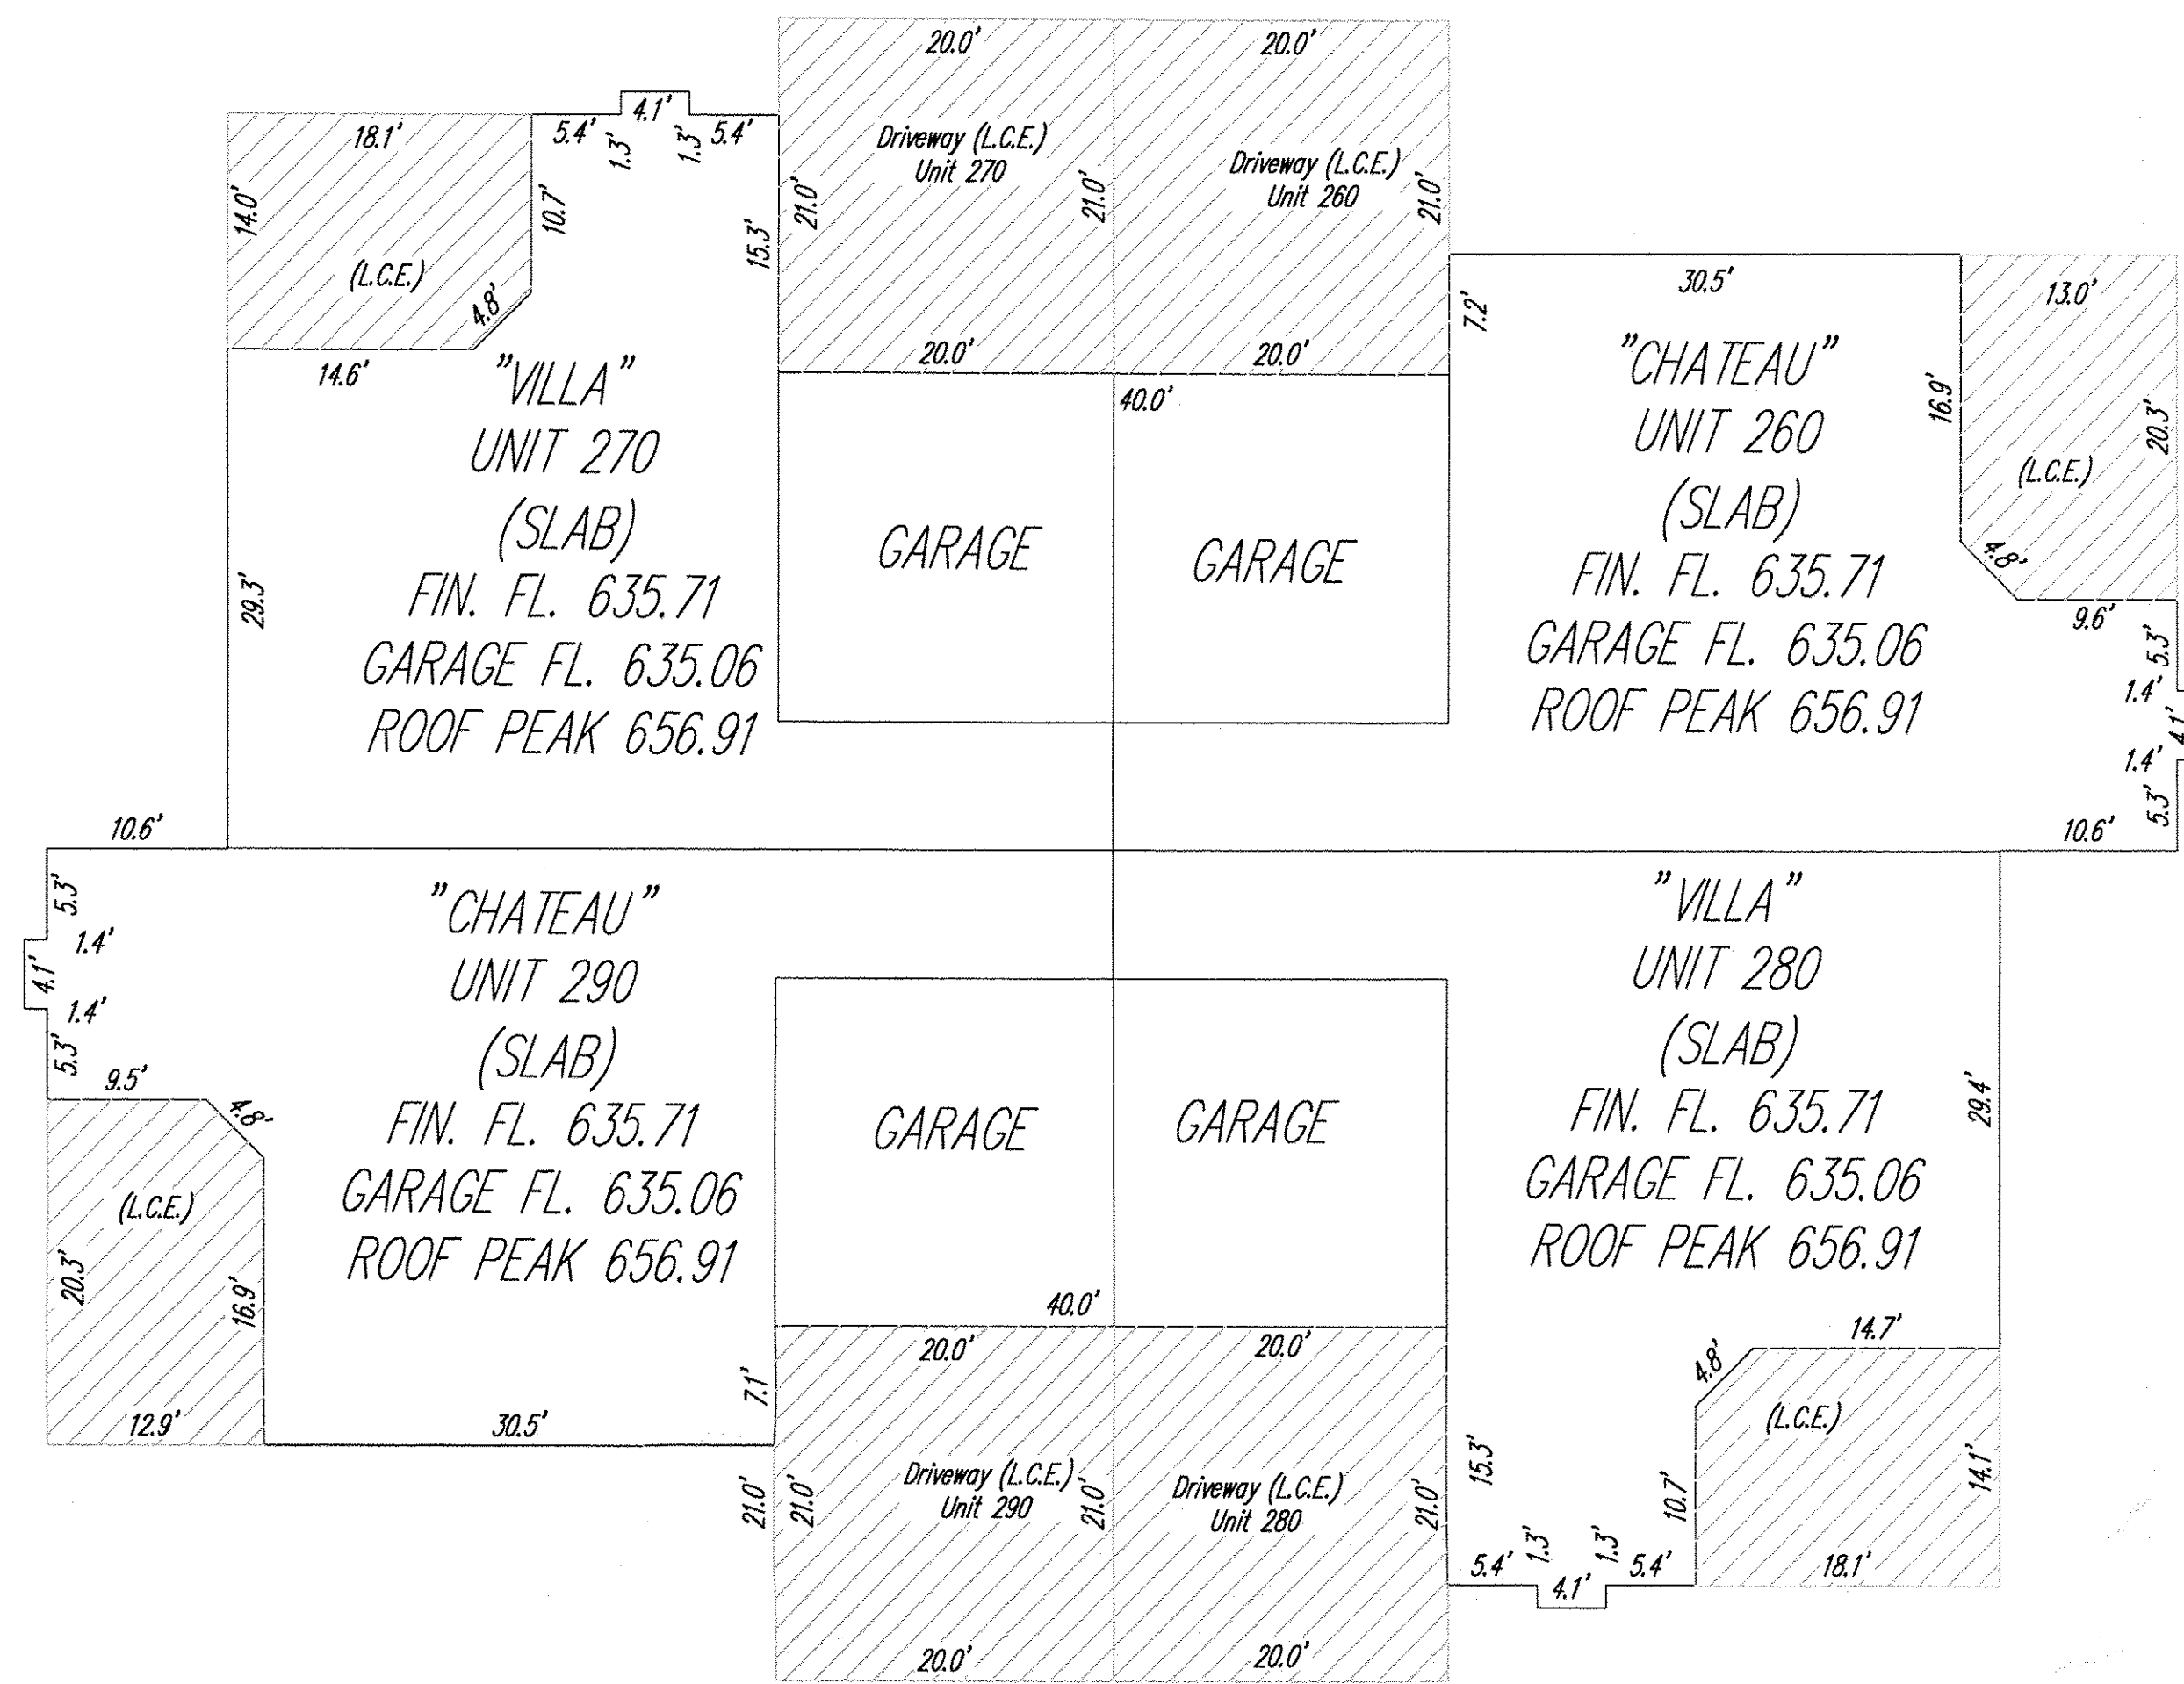 20.0'
20.0'
4.1'
5.4'
1.3'
1.3'
5.4'
18.1'
14.0'
10.7'
(L.C.E.)
4.8'
14.6'
15.3'
21.0'
Driveway (L.C.E.)
Unit 270
21.0'
Driveway (L.C.E.)
Unit 260
21.0'
20.0'
20.0'
40.0'
30.5'
7.2'
13.0'
16.9'
20.3'
(L.C.E.)
4.8'
9.6'
5.3'
1.4'
4.1'
1.4'
5.3'
10.6'
"VILLA"
UNIT 270
(SLAB)
FIN. FL. 635.71
GARAGE FL. 635.06
ROOF PEAK 656.91
29.3'
GARAGE
GARAGE
"CHATEAU"
UNIT 260
(SLAB)
FIN. FL. 635.71
GARAGE FL. 635.06
ROOF PEAK 656.91
10.6'
5.3'
1.4'
4.1'
1.4'
5.3'
9.5'
4.8'
(L.C.E.)
20.3'
16.9'
12.9'
"CHATEAU"
UNIT 290
(SLAB)
FIN. FL. 635.71
GARAGE FL. 635.06
ROOF PEAK 656.91
30.5'
7.1'
GARAGE
GARAGE
40.0'
20.0'
20.0'
"VILLA"
UNIT 280
(SLAB)
FIN. FL. 635.71
GARAGE FL. 635.06
ROOF PEAK 656.91
29.4'
14.7'
4.8'
(L.C.E.)
14.1'
10.7'
18.1'
21.0'
21.0'
Driveway (L.C.E.)
Unit 290
21.0'
Driveway (L.C.E.)
Unit 280
21.0'
15.3'
5.4'
1.3'
1.3'
5.4'
4.1'
20.0'
20.0'